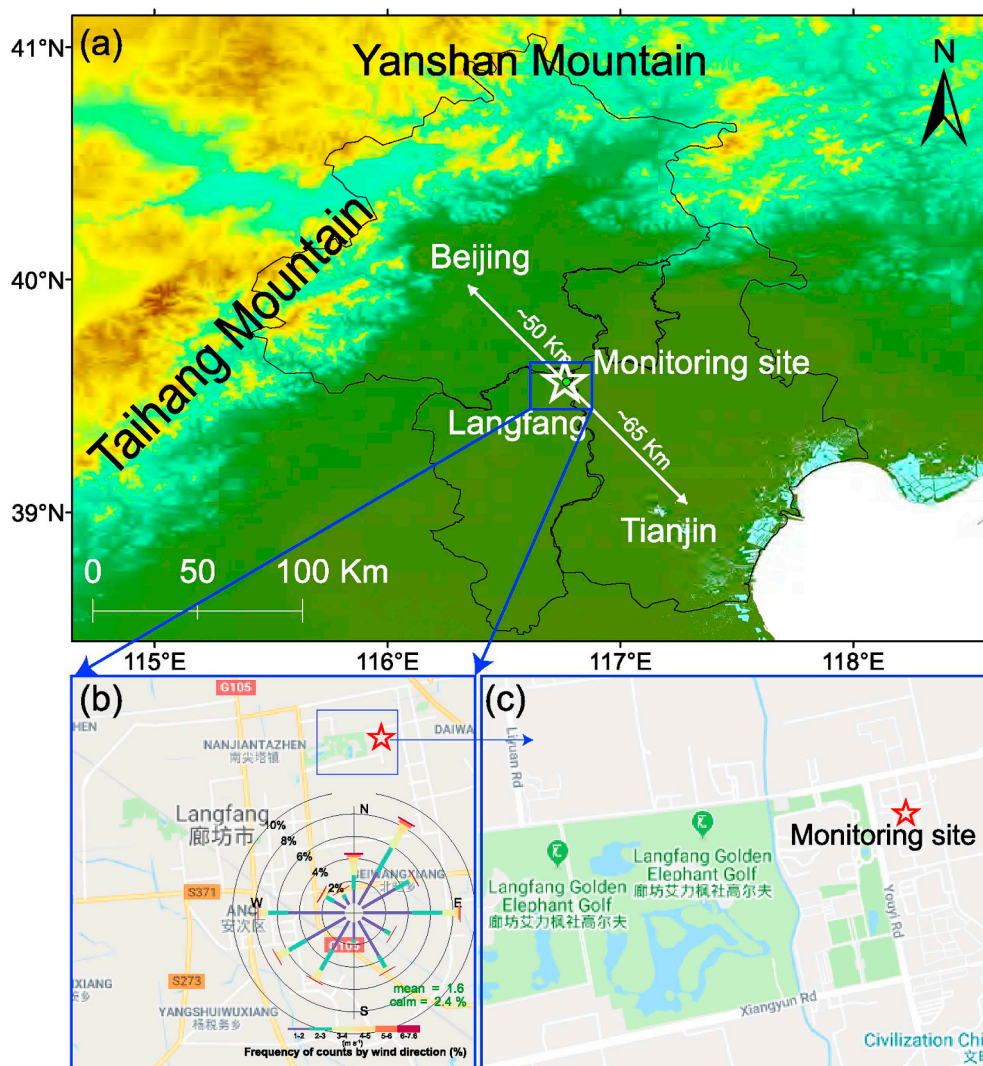 (a)
Yanshan Mountain
N
41°N
40°N
39°N
Taihang Mountain
Beijing
~50 Km
Monitoring site
Langfang
~65 Km
Tianjin
0 50 100 Km
115°E 116°E 117°E 118°E
(b)
G105
HEN
NANJIANTAZHEN
南尖塔镇
DAIWA
Langfang
廊坊市
N
10%
8%
6%
4%
2%
BEIWANGXIANG
S371
W
E
安次区
G105
S273
S
mean = 1.6
calm = 2.4 %
YANGSHUIWUXIANG
杨税务乡
1-2 2-3 3-4 4-5 5-6 6-7.6
(m s⁻¹)
Frequency of counts by wind direction (%)
(c)
Liyuan Rd
Monitoring site
Langfang Golden
Elephant Golf
廊坊艾力枫社高尔夫
Langfang Golden
Elephant Golf
廊坊艾力枫社高尔夫
Youyi Rd
Xiangyun Rd
Civilization Chi